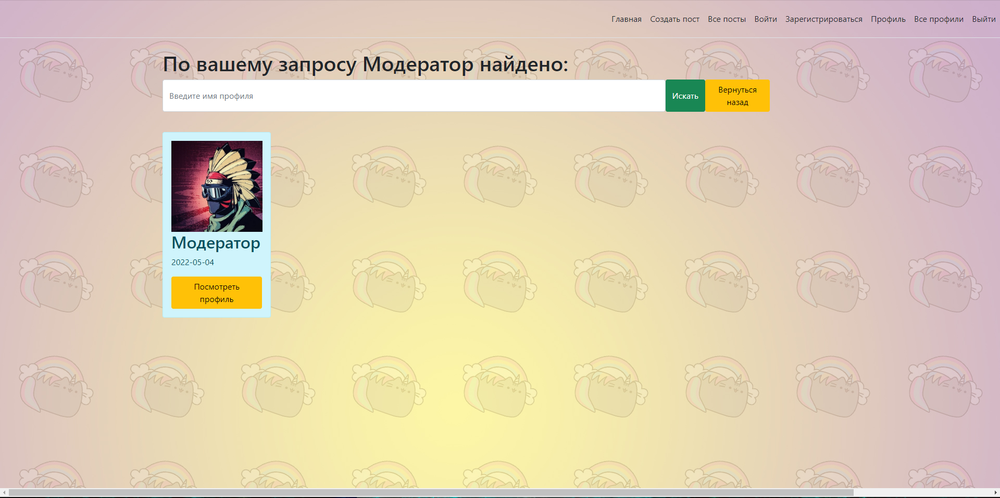 Главная Создать пост Все посты Войти Зарегистрироваться Профиль Все профили Выйти
По вашему запросу Модератор найдено:
Введите имя профиля
Искать
Вернуться
назад
Модератор
2022-05-04
Посмотреть
профиль